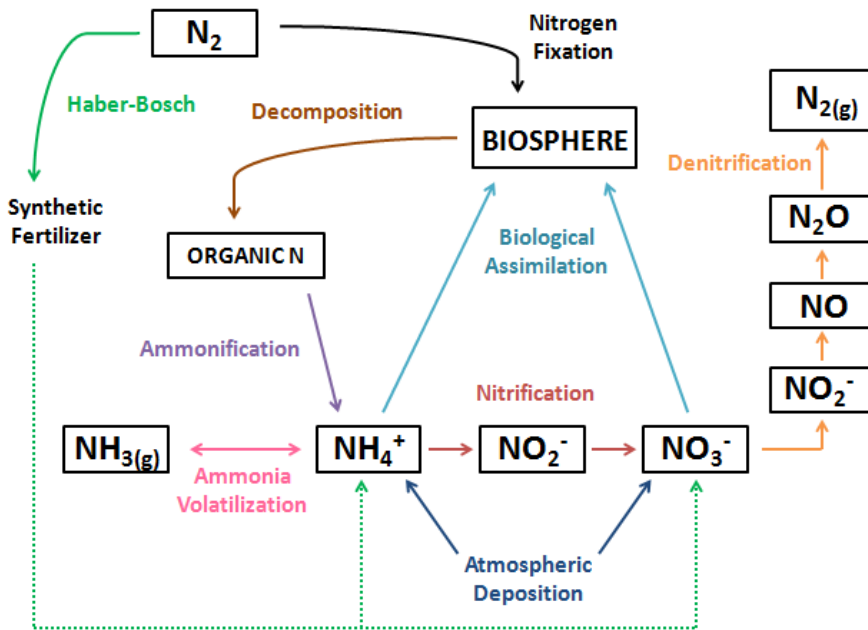 N₂
Nitrogen
Fixation
Haber-Bosch
Decomposition
BIOSPHERE
N₂(g)
Denitrification
Synthetic
Fertilizer
ORGANIC N
Biological
Assimilation
N₂O
NO
Ammonification
Nitrification
NO₂⁻
NH₃(g)
NH₄⁺
NO₂⁻
NO₃⁻
Ammonia
Volatilization
Atmospheric
Deposition